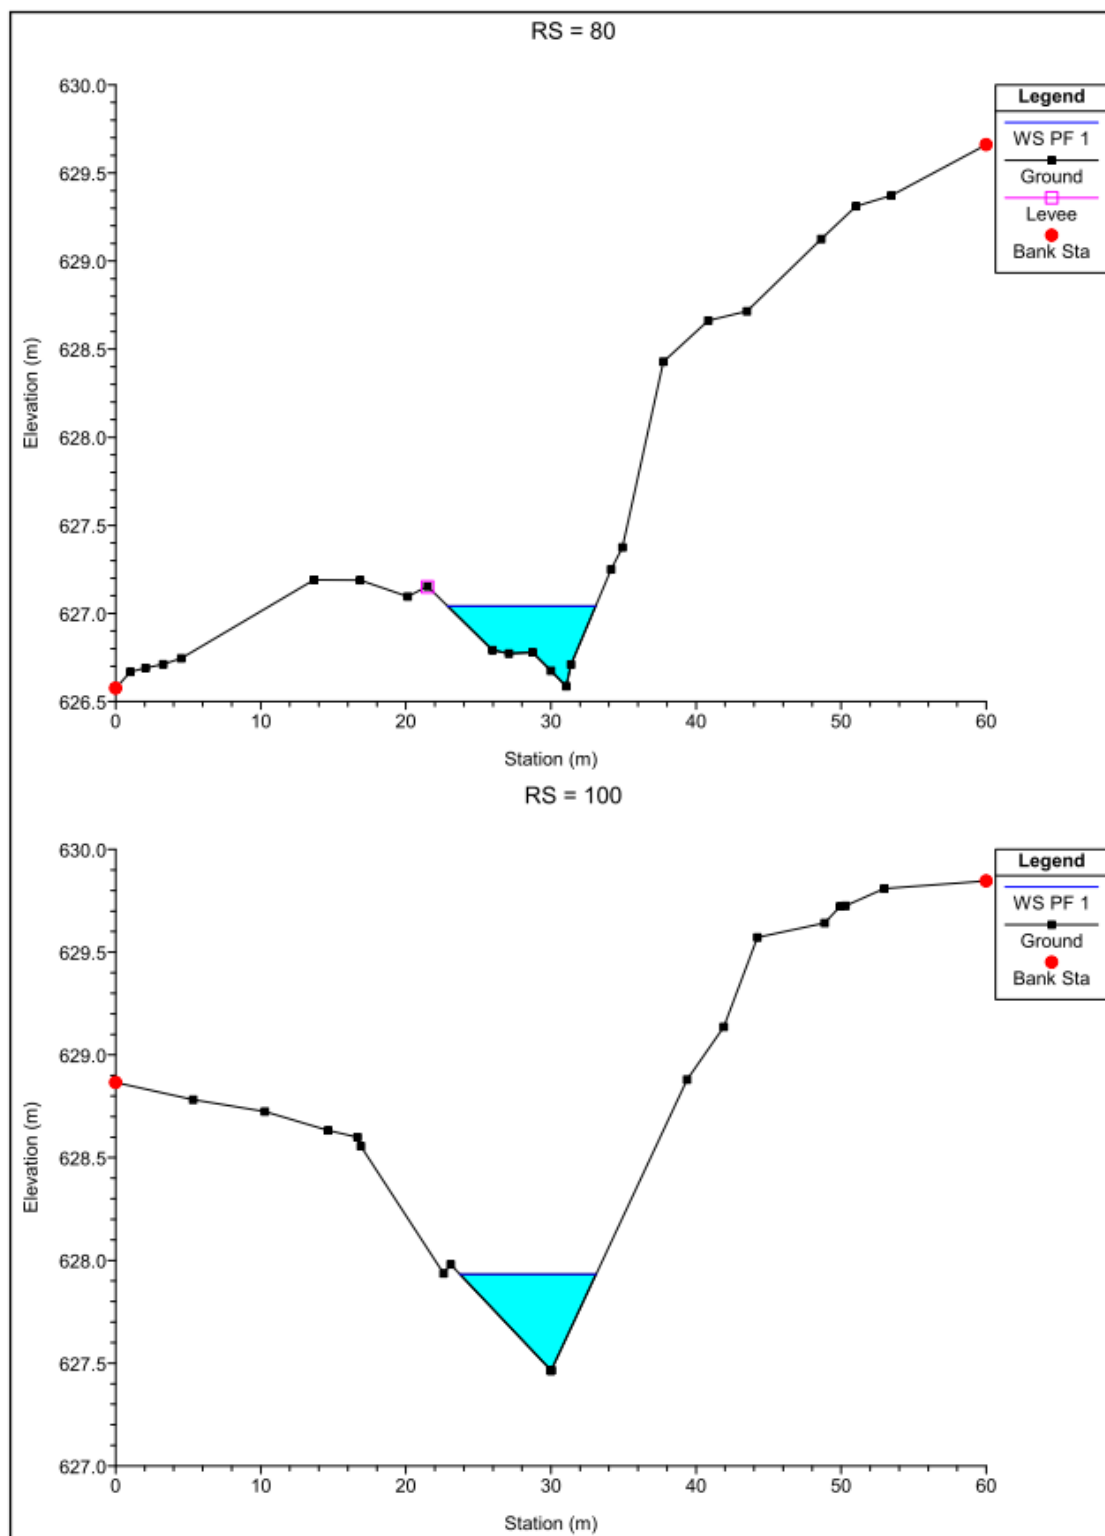 RS = 80
630.0
629.5
629.0
628.5
628.0
627.5
627.0
626.5
Elevation (m)
0 10 20 30 40 50 60
Station (m)
Legend
WS PF 1
Ground
Levee
Bank Sta
RS = 100
630.0
629.5
629.0
628.5
628.0
627.5
627.0
Elevation (m)
0 10 20 30 40 50 60
Station (m)
Legend
WS PF 1
Ground
Bank Sta